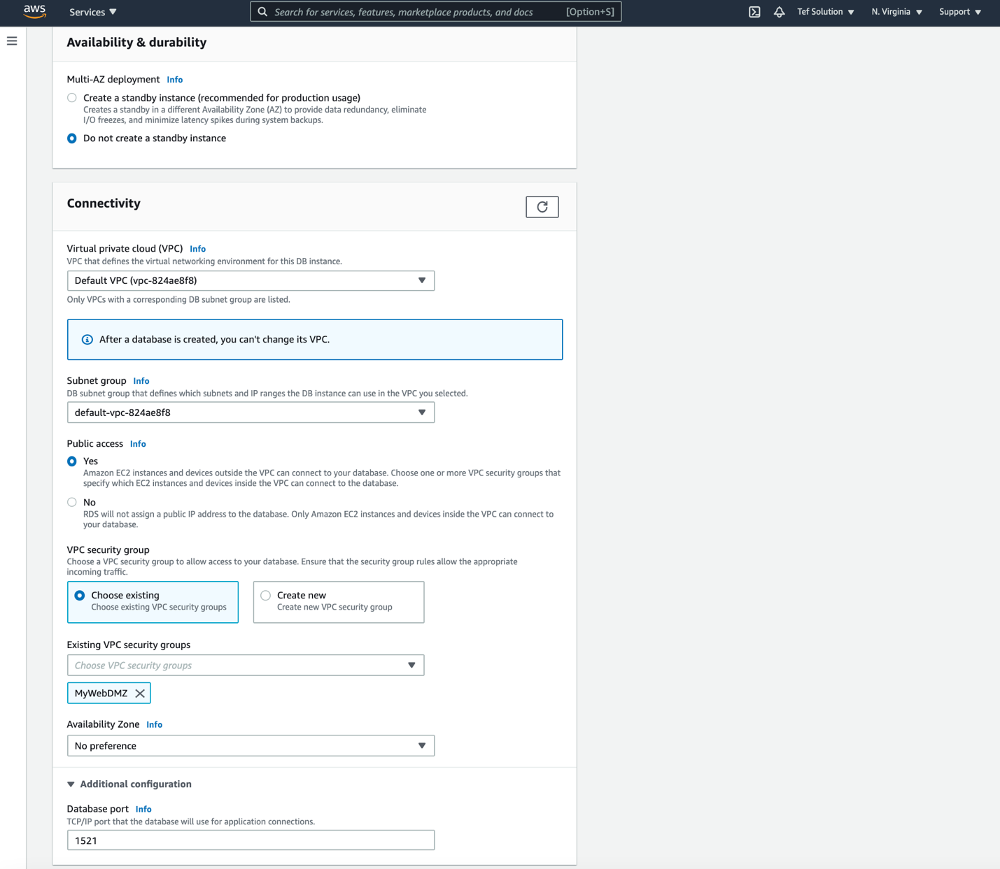 aws
Services
Search for services, features, marketplace products, and docs
[Option+S]
Tef Solution
N. Virginia
Support
Availability & durability
Multi-AZ deployment Info
Create a standby instance (recommended for production usage)
Creates a standby in a different Availability Zone (AZ) to provide data redundancy, eliminate
I/O freezes, and minimize latency spikes during system backups.
Do not create a standby instance
Connectivity
Virtual private cloud (VPC) Info
VPC that defines the virtual networking environment for this DB instance.
Default VPC (vpc-824ae8f8)
Only VPCs with a corresponding DB subnet group are listed.
After a database is created, you can't change its VPC.
Subnet group Info
DB subnet group that defines which subnets and IP ranges the DB instance can use in the VPC you selected.
default-vpc-824ae8f8
Public access Info
Yes
Amazon EC2 instances and devices outside the VPC can connect to your database. Choose one or more VPC security groups that
specify which EC2 instances and devices inside the VPC can connect to the database.
No
RDS will not assign a public IP address to the database. Only Amazon EC2 instances and devices inside the VPC can connect to
your database.
VPC security group
Choose a VPC security group to allow access to your database. Ensure that the security group rules allow the appropriate
incoming traffic.
Choose existing
Choose existing VPC security groups
Create new
Create new VPC security group
Existing VPC security groups
Choose VPC security groups
MyWebDMZ
Availability Zone Info
No preference
Additional configuration
Database port Info
TCP/IP port that the database will use for application connections.
1521